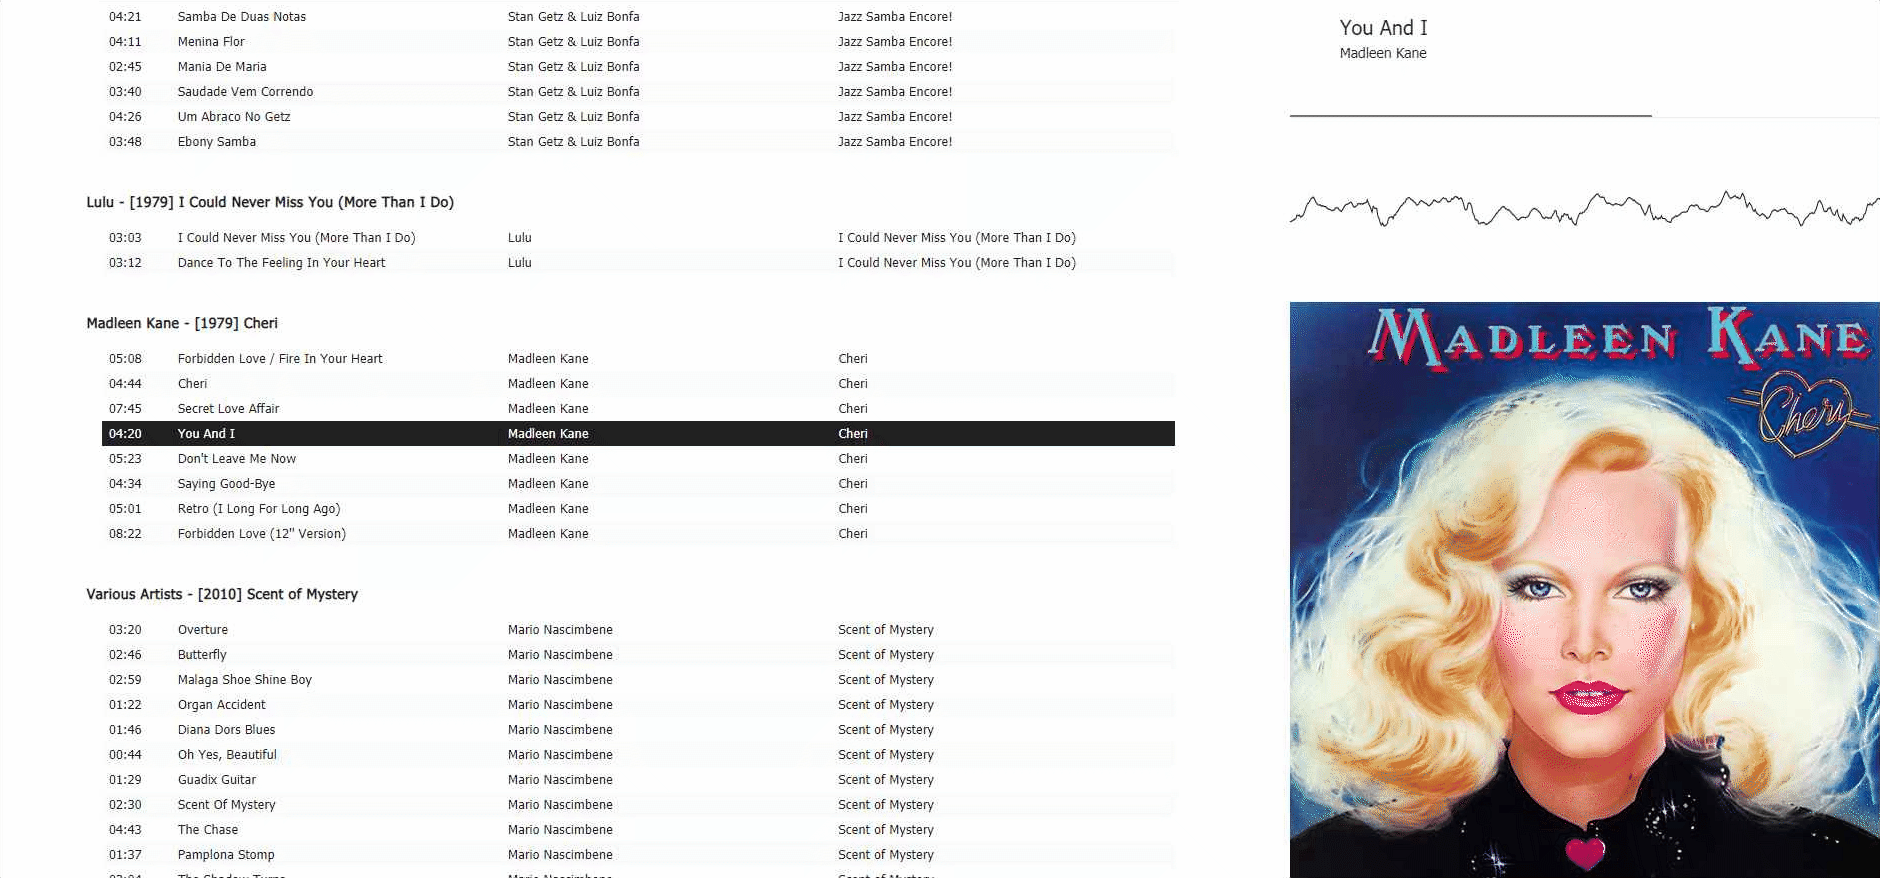 04:21 Samba De Duas Notas Stan Getz & Luiz Bonfa Jazz Samba Encore!
04:11 Menina Flor Stan Getz & Luiz Bonfa Jazz Samba Encore!
02:45 Mania De Maria Stan Getz & Luiz Bonfa Jazz Samba Encore!
03:40 Saudade Vem Correndo Stan Getz & Luiz Bonfa Jazz Samba Encore!
04:26 Um Abraco No Getz Stan Getz & Luiz Bonfa Jazz Samba Encore!
03:48 Ebony Samba Stan Getz & Luiz Bonfa Jazz Samba Encore!
Lulu - [1979] I Could Never Miss You (More Than I Do)
03:03 I Could Never Miss You (More Than I Do) Lulu I Could Never Miss You (More Than I Do)
03:12 Dance To The Feeling In Your Heart Lulu I Could Never Miss You (More Than I Do)
Madleen Kane - [1979] Cheri
05:08 Forbidden Love / Fire In Your Heart Madleen Kane Cheri
04:44 Cheri Madleen Kane Cheri
07:45 Secret Love Affair Madleen Kane Cheri
04:20 You And I Madleen Kane Cheri
05:23 Don't Leave Me Now Madleen Kane Cheri
04:34 Saying Good-Bye Madleen Kane Cheri
05:01 Retro (I Long For Long Ago) Madleen Kane Cheri
08:22 Forbidden Love (12" Version) Madleen Kane Cheri
Various Artists - [2010] Scent of Mystery
03:20 Overture Mario Nascimbene Scent of Mystery
02:46 Butterfly Mario Nascimbene Scent of Mystery
02:59 Malaga Shoe Shine Boy Mario Nascimbene Scent of Mystery
01:22 Organ Accident Mario Nascimbene Scent of Mystery
01:46 Diana Dors Blues Mario Nascimbene Scent of Mystery
00:44 Oh Yes, Beautiful Mario Nascimbene Scent of Mystery
01:29 Guadix Guitar Mario Nascimbene Scent of Mystery
02:30 Scent Of Mystery Mario Nascimbene Scent of Mystery
04:43 The Chase Mario Nascimbene Scent of Mystery
01:37 Pamplona Stomp Mario Nascimbene Scent of Mystery
You And I
Madleen Kane
MADLEEN KANE
Cheri